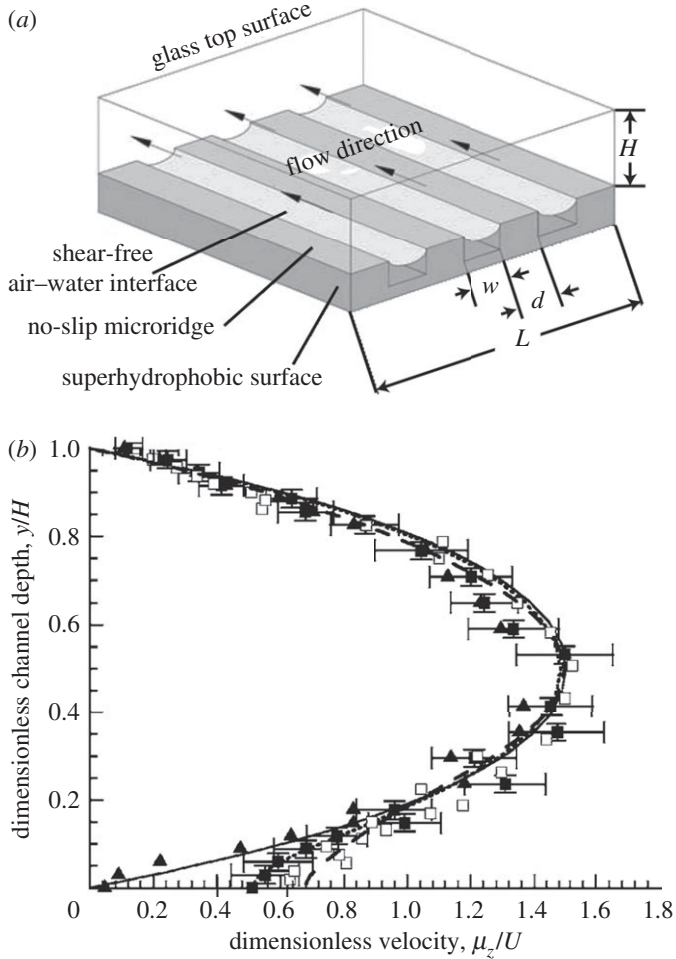 (a)
glass top surface
flow direction
H
shear-free
air–water interface
no-slip microridge
superhydrophobic surface
w
d
L
(b)
1.0
0.8
0.6
0.4
0.2
0
0.2
0.4
0.6
0.8
1.0
1.2
1.4
1.6
1.8
dimensionless channel depth, y/H
dimensionless velocity, μz/U